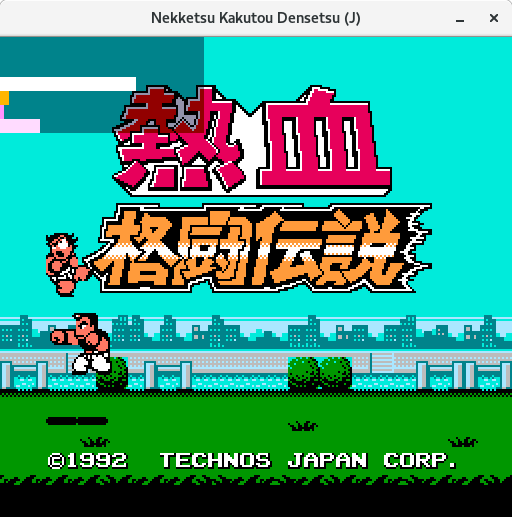 Nekketsu Kakutou Densetsu (J)
熱血
格闘伝説
©1992 TECHNOS JAPAN CORP.